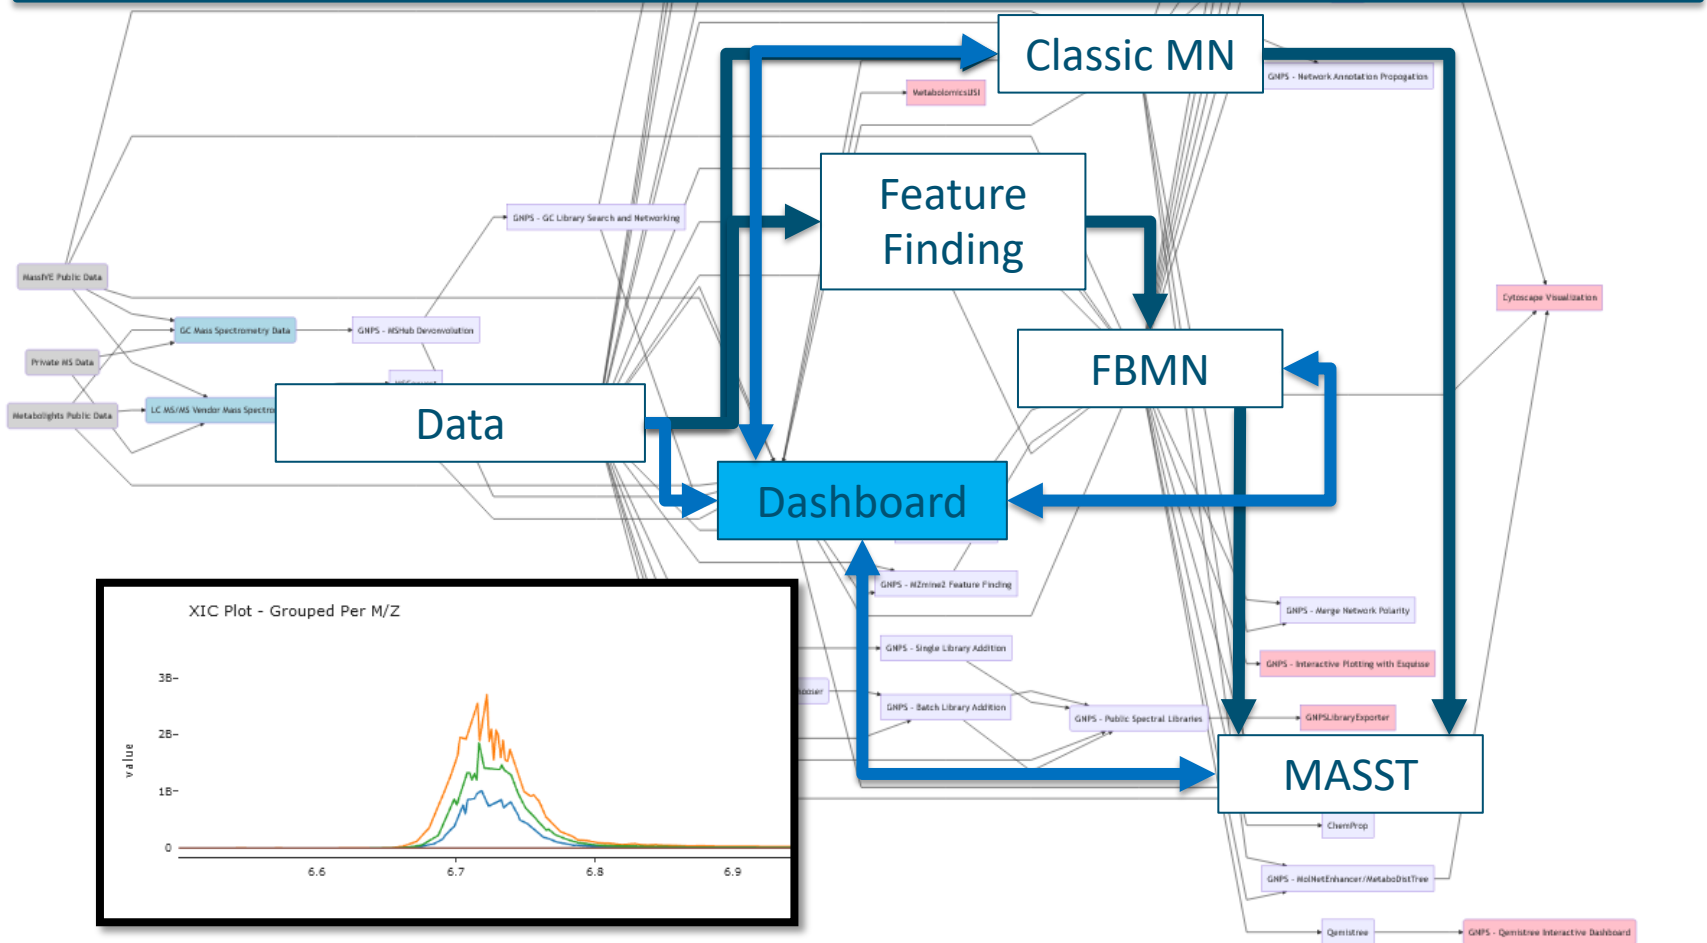 Classic MN
GNPS - Network Annotation Propagation
MetabolomicsUSI
Feature
Finding
GNPS - GC Library Search and Networking
MassIVE Public Data
Cytoscape Visualization
GC Mass Spectrometry Data
GNPS - MSHub Devonvolution
Private MS Data
FBMN
Metabolights Public Data
LC MS/MS Vendor Mass Spectro
Data
Dashboard
GNPS - MZmine2 Feature Finding
XIC Plot - Grouped Per M/Z
GNPS - Merge Network Polarity
GNPS - Single Library Addition
GNPS - Interactive Plotting with Esquisse
3B
GNPS - Batch Library Addition
GNPS - Public Spectral Libraries
GNPSLibraryExporter
2B
value
MASST
1B
ChemProp
0
6.6
6.7
6.8
6.9
GNPS - MolNetEnhancer/MetaboDistTree
Qemistree
GNPS - Qemistree Interactive Dashboard